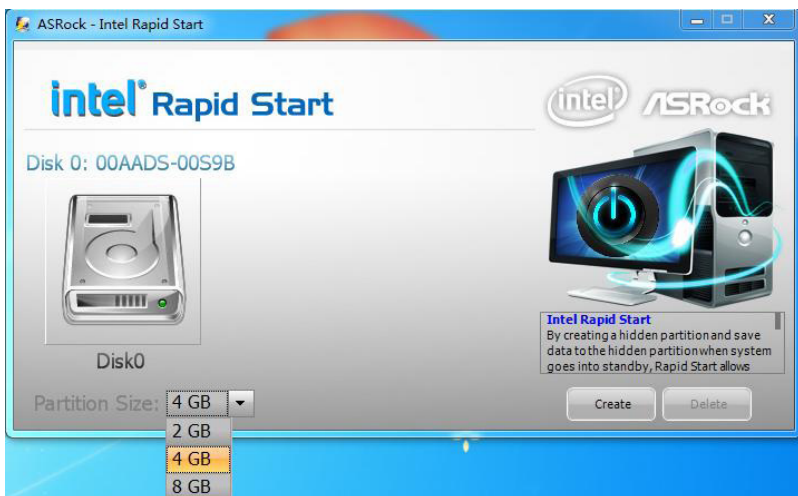 ASRock - Intel Rapid Start
intel® Rapid Start
intel® ASRock
Disk 0: 00AADS-00S9B
Disk0
Intel Rapid Start
By creating a hidden partition and save
data to the hidden partition when system
goes into standby, Rapid Start allows
Partition Size: 4 GB
Create
Delete
2 GB
4 GB
8 GB